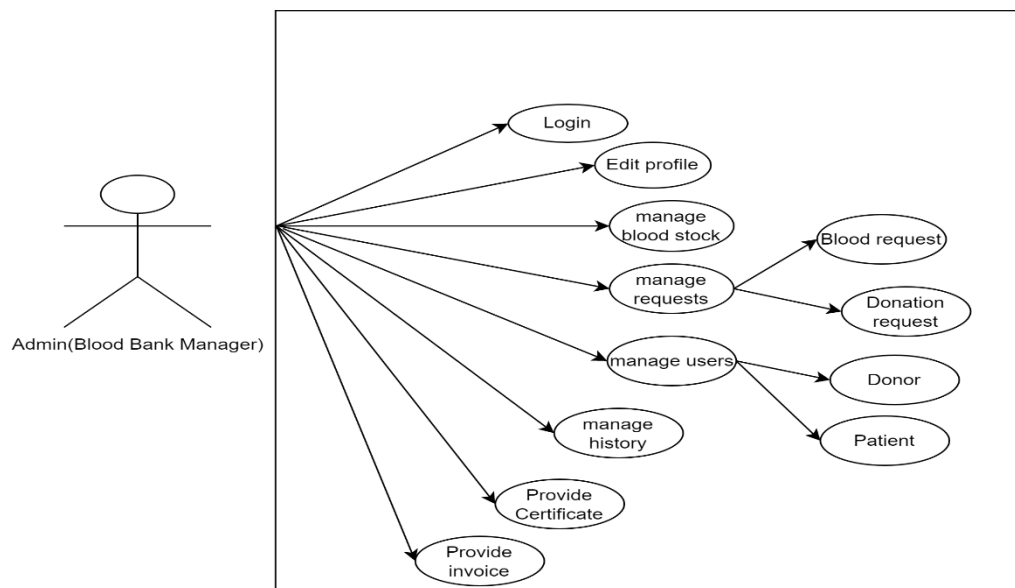 Login
Edit profile
manage
blood stock
Blood request
manage
requests
Donation
request
Admin(Blood Bank Manager)
manage users
Donor
manage
history
Patient
Provide
Certificate
Provide
invoice